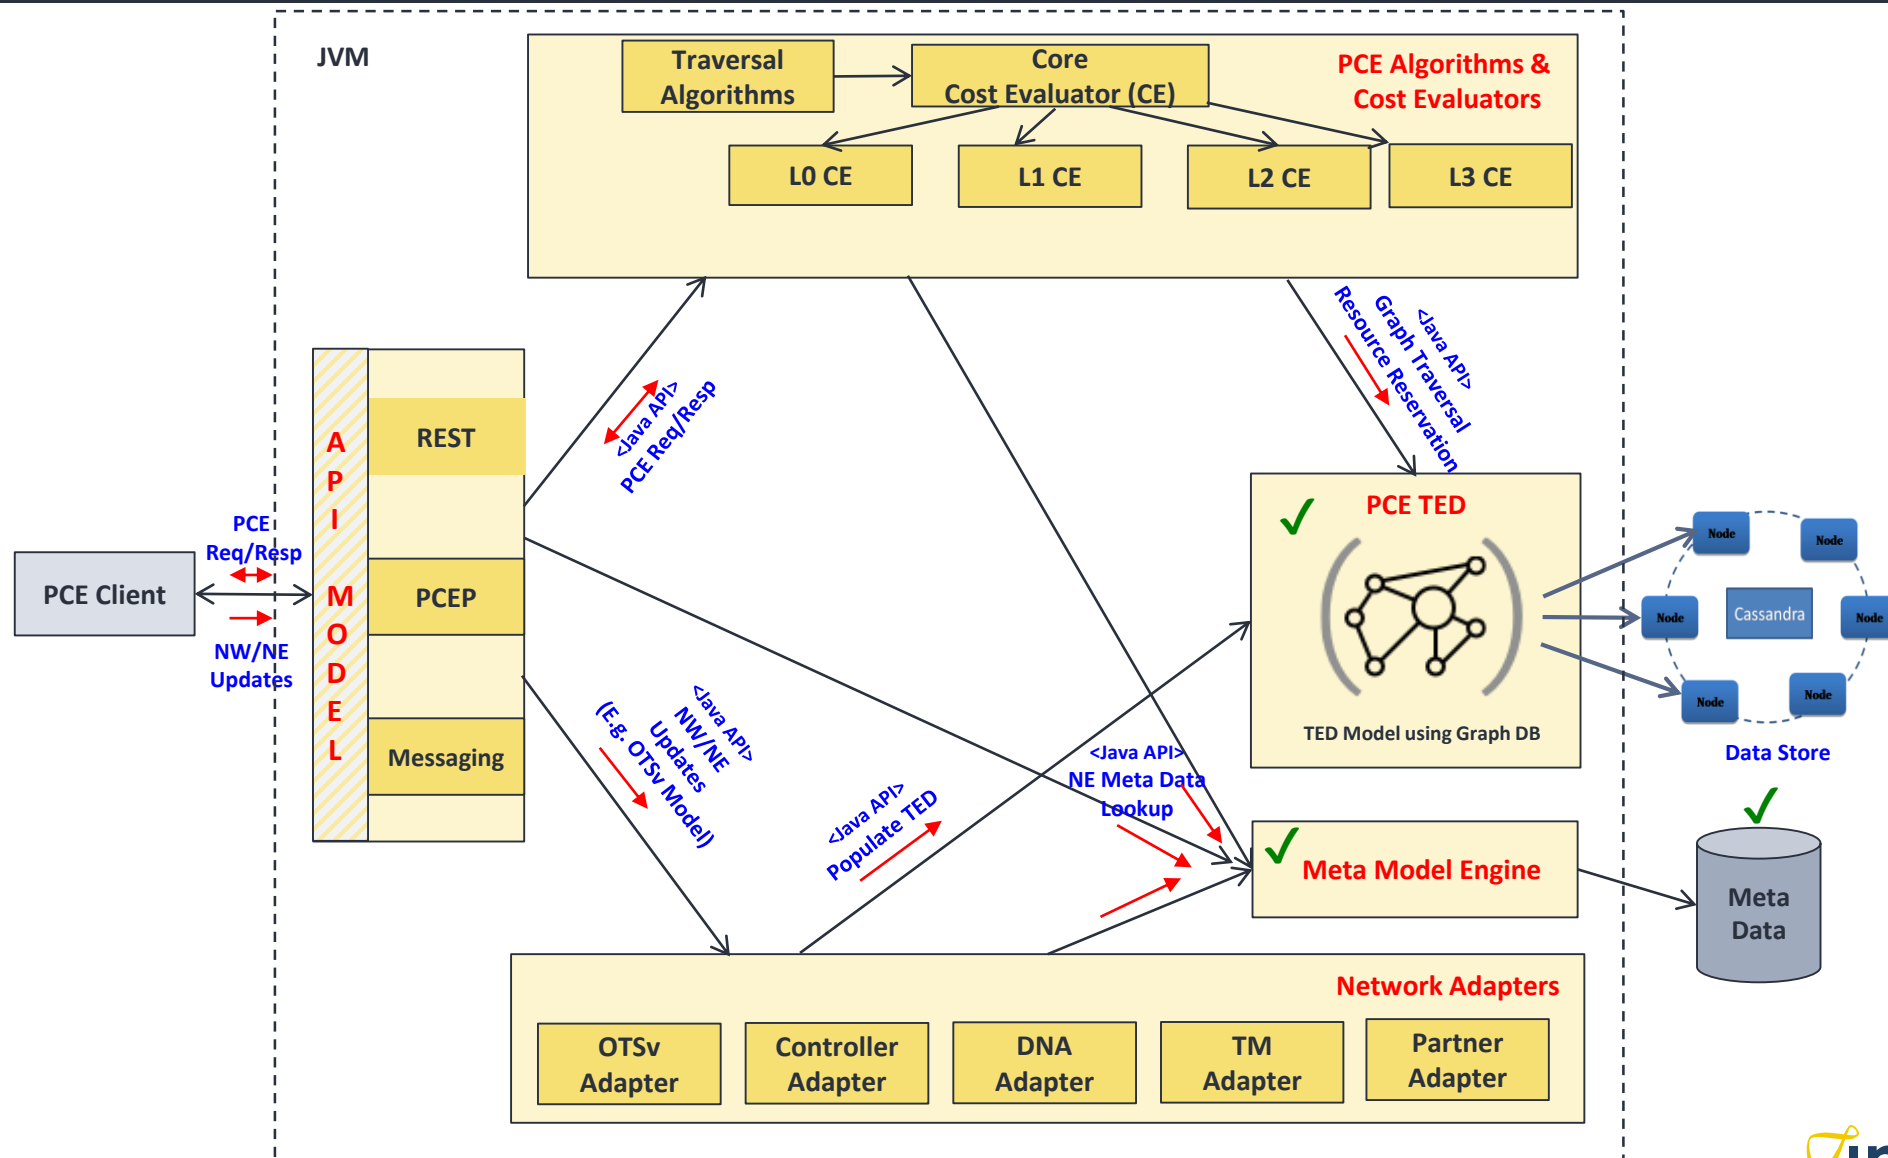 JVM
Traversal
Algorithms
Core
Cost Evaluator (CE)
PCE Algorithms &
Cost Evaluators
L0 CE
L1 CE
L2 CE
L3 CE
<Java API>
Graph Traversal
Resource Reservation
A
P
I
M
O
D
E
L
REST
PCEP
Messaging
<Java API>
PCE Req/Resp
PCE
Req/Resp
PCE Client
NW/NE
Updates
PCE TED
TED Model using Graph DB
Node
Node
Node
Cassandra
Node
Node
Node
Data Store
<Java API>
NW/NE
Updates
(E.g. OTSv Model)
<Java API>
Populate TED
<Java API>
NE Meta Data
Lookup
Meta Model Engine
Meta
Data
Network Adapters
OTSv
Adapter
Controller
Adapter
DNA
Adapter
TM
Adapter
Partner
Adapter